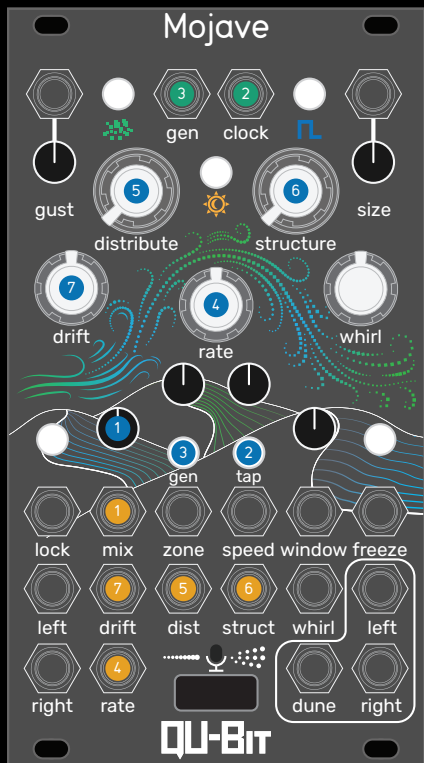 Mojave
3 2
gen clock
5 6
gust size
distribute structure
7 4
drift whirl
rate
1
3 2
gen tap
1
lock mix zone speed window freeze
7 5 6
left drift dist struct whirl left
4
right rate dune right
QU-BIT